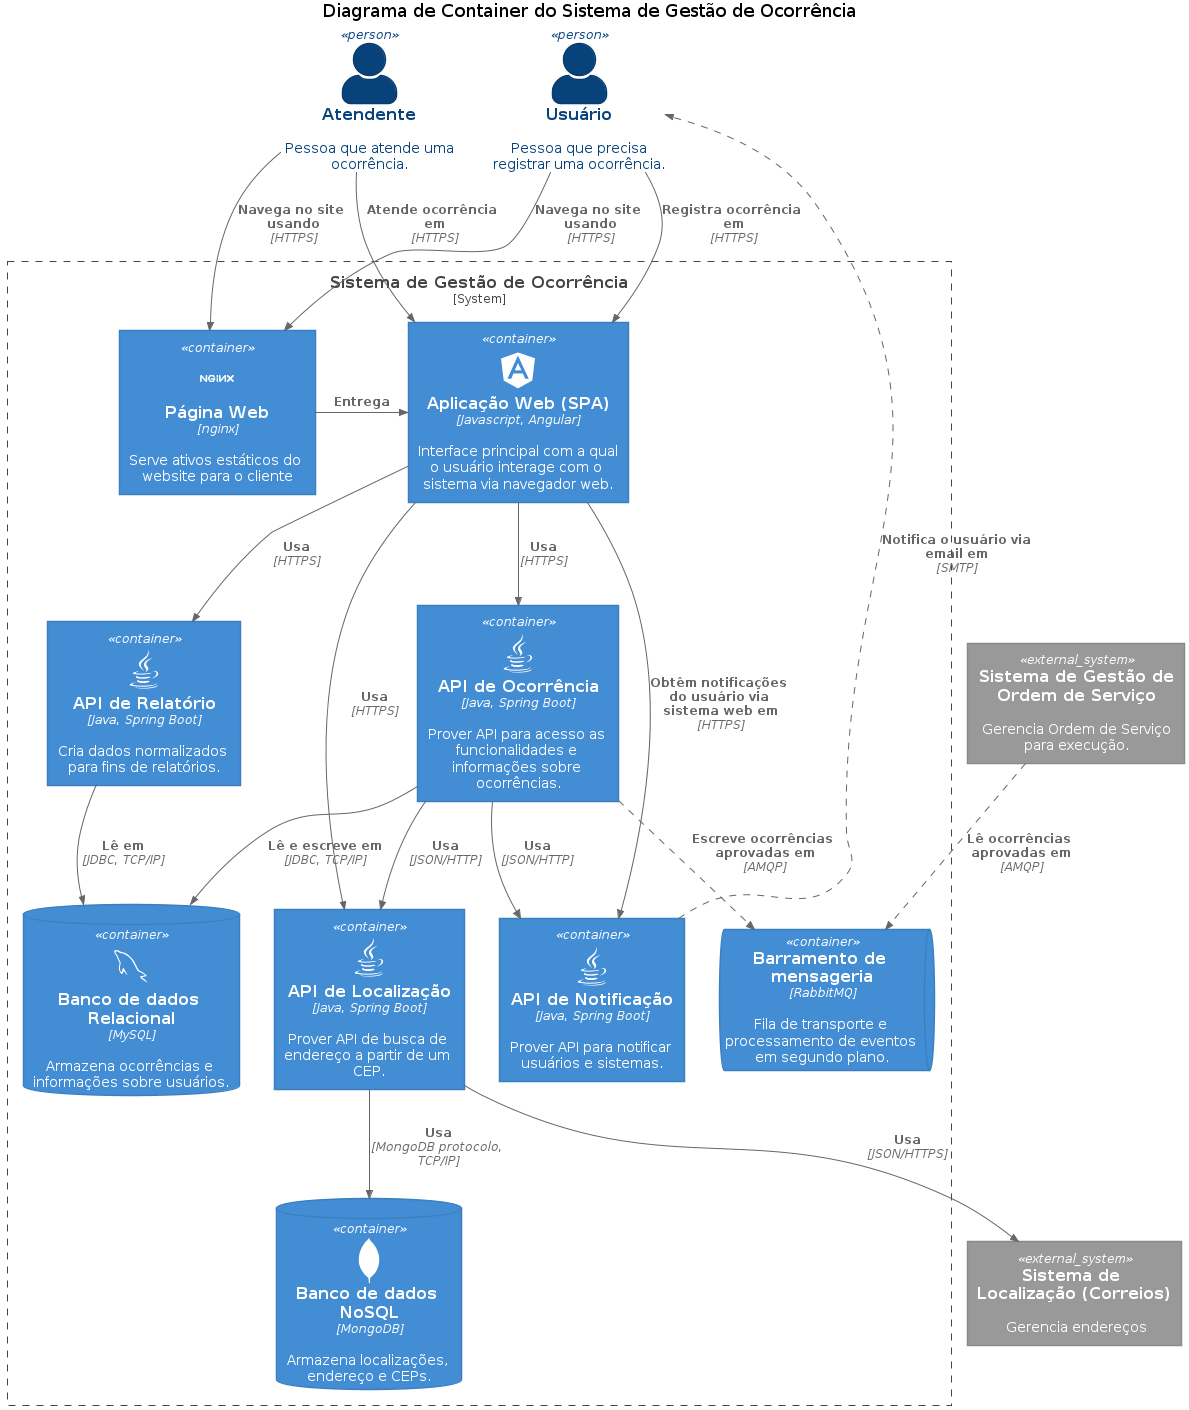 Diagrama de Container do Sistema de Gestão de Ocorrência
«person»
Atendente
Pessoa que atende uma
ocorrência.
«person»
Usuário
Pessoa que precisa
registrar uma ocorrência.
Navega no site
usando
[HTTPS]
Atende ocorrência
em
[HTTPS]
Navega no site
usando
[HTTPS]
Registra ocorrência
em
[HTTPS]
Sistema de Gestão de Ocorrência
[System]
«container»
NGINX
Página Web
[nginx]
Serve ativos estáticos do
website para o cliente
Entrega
«container»
Aplicação Web (SPA)
[Javascript, Angular]
Interface principal com a qual
o usuário interage com o
sistema via navegador web.
Usa
[HTTPS]
Usa
[HTTPS]
Notifica o usuário via
email em
[SMTP]
«container»
API de Relatório
[Java, Spring Boot]
Cria dados normalizados
para fins de relatórios.
Usa
[HTTPS]
«container»
API de Ocorrência
[Java, Spring Boot]
Prover API para acesso as
funcionalidades e
informações sobre
ocorrências.
Obtêm notificações
do usuário via
sistema web em
[HTTPS]
«external_system»
Sistema de Gestão de
Ordem de Serviço
Gerencia Ordem de Serviço
para execução.
Lê em
[JDBC, TCP/IP]
Lê e escreve em
[JDBC, TCP/IP]
Usa
[JSON/HTTP]
Usa
[JSON/HTTP]
Escreve ocorrências
aprovadas em
[AMQP]
Lê ocorrências
aprovadas em
[AMQP]
«container»
Banco de dados
Relacional
[MySQL]
Armazena ocorrências e
informações sobre usuários.
«container»
API de Localização
[Java, Spring Boot]
Prover API de busca de
endereço a partir de um
CEP.
«container»
API de Notificação
[Java, Spring Boot]
Prover API para notificar
usuários e sistemas.
«container»
Barramento de
mensageria
[RabbitMQ]
Fila de transporte e
processamento de eventos
em segundo plano.
Usa
[MongoDB protocolo,
TCP/IP]
Usa
[JSON/HTTPS]
«container»
Banco de dados
NoSQL
[MongoDB]
Armazena localizações,
endereço e CEPs.
«external_system»
Sistema de
Localização (Correios)
Gerencia endereços